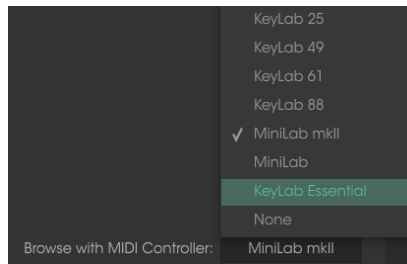 KeyLab 25
KeyLab 49
KeyLab 61
KeyLab 88
✓ MiniLab mkII
MiniLab
KeyLab Essential
None
Browse with MIDI Controller: MiniLab mkII